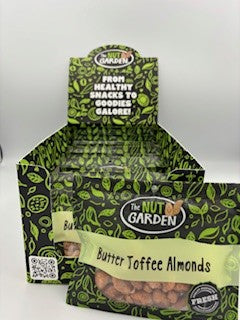 The NUT
GARDEN
FROM
HEALTHY
SNACKS TO
GOODIES
GALORE!
The NUT
GARDEN
Butter Toffee Almonds
FRESH